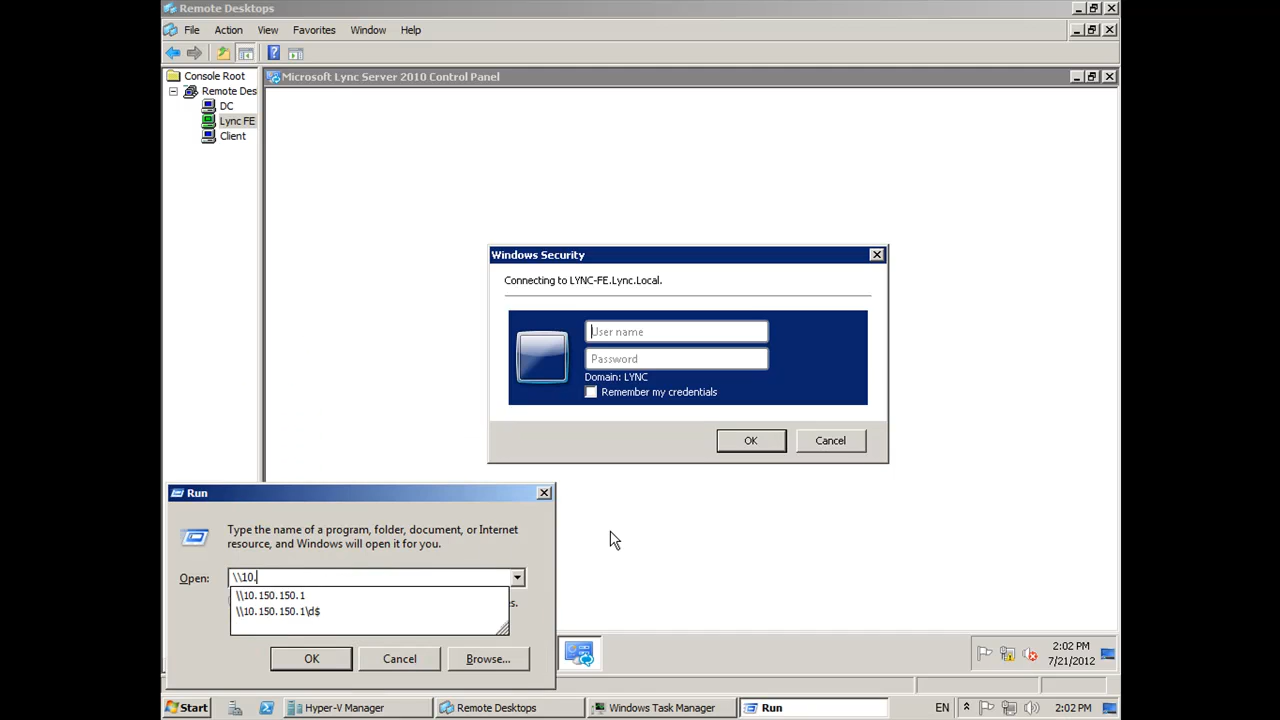 Remote Desktops
File Action View Favorites Window Help
Console Root
Remote Des
DC
Lync FE
Client
Microsoft Lync Server 2010 Control Panel
Windows Security
Connecting to LYNC-FE.Lync.Local.
User name
Password
Domain: LYNC
Remember my credentials
OK Cancel
Run
Type the name of a program, folder, document, or Internet
resource, and Windows will open it for you.
Open: \\10.
\\10.150.150.1
\\10.150.150.1\d$
s.
OK Cancel Browse...
2:02 PM
7/21/2012
Start Hyper-V Manager Remote Desktops Windows Task Manager Run EN 2:02 PM